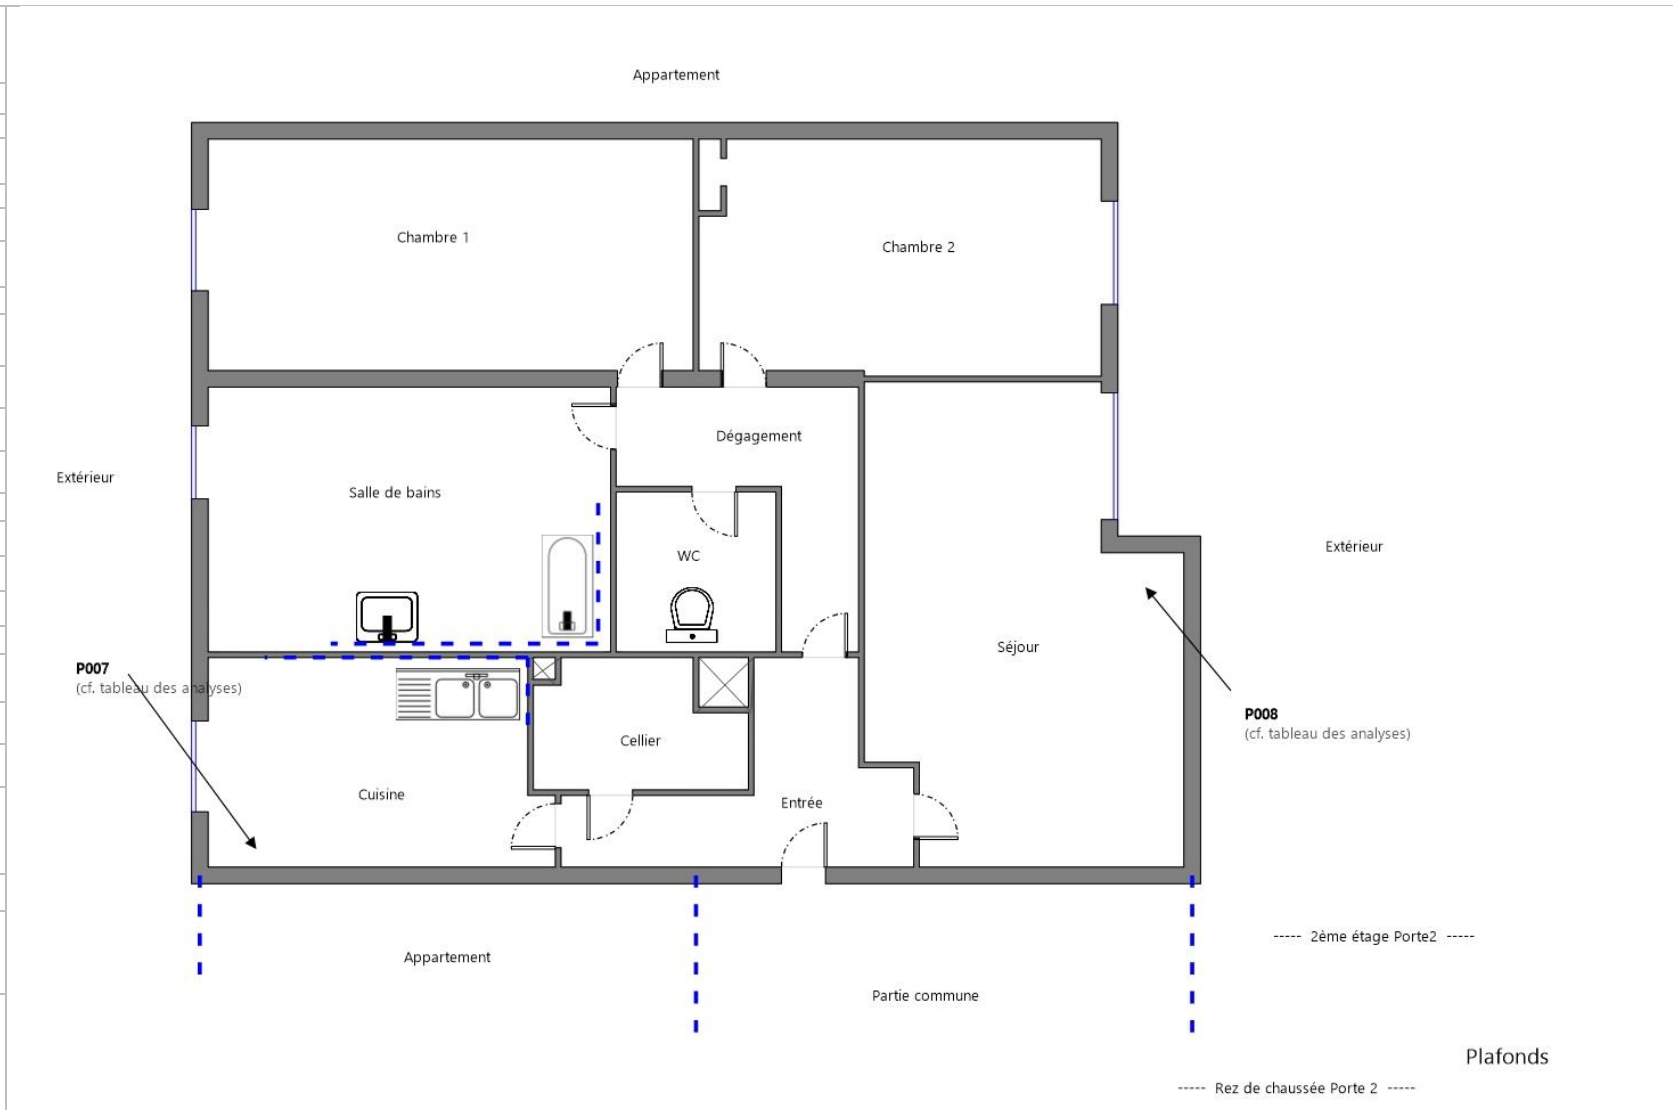 Appartement
Chambre 1
Chambre 2
Dégagement
Extérieur
Salle de bains
Extérieur
WC
Séjour
P007
(cf. tableau des analyses)
P008
(cf. tableau des analyses)
Cellier
Cuisine
Entrée
----- 2ème étage Porte2 -----
Appartement
Partie commune
Plafonds
----- Rez de chaussée Porte 2 -----